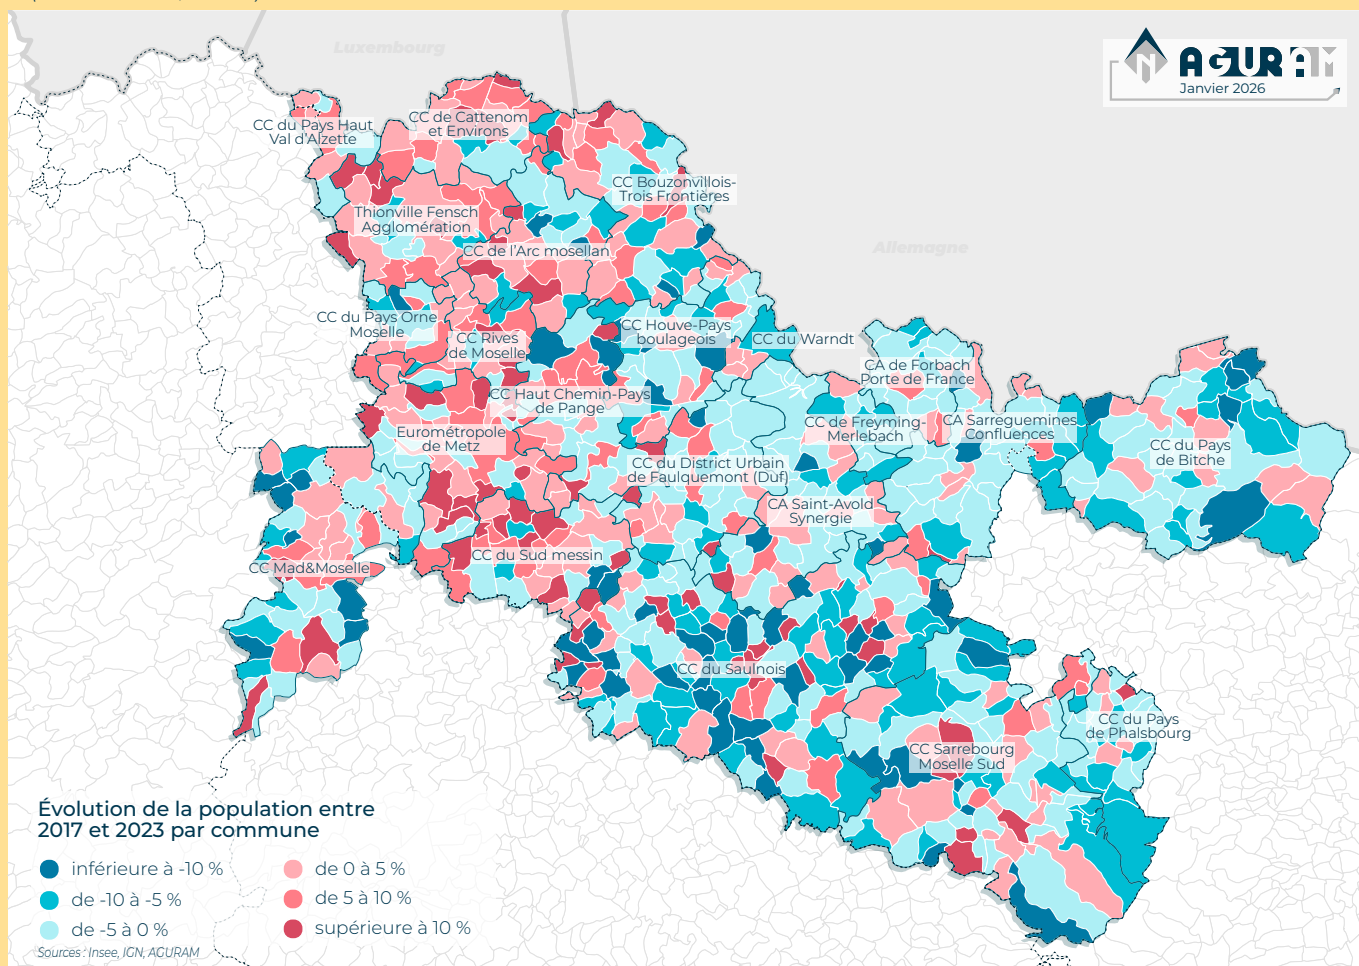 Luxembourg
AGURAM
N
Janvier 2026
CC du Pays Haut
Val d'Alzette
CC de Cattenom
et Environs
CC Bouzonvillois-
Trois Frontières
Thionville Fensch
Agglomération
CC de l'Arc mosellan
Allemagne
CC du Pays Orne
Moselle
CC Rives
de Moselle
CC Houve-Pays
boulageois
CC du Warndt
CA de Forbach
Porte de France
CC Haut Chemin-Pays
de Pange
Eurométropole
de Metz
CC de Freyming-
Merlebach
CA Sarreguemines
Confluences
CC du Pays
de Bitche
CC du District Urbain
de Faulquemont (Duf)
CA Saint-Avold
Synergie
CC du Sud messin
CC Mad&Moselle
CC du Saulnois
CC du Pays
de Phalsbourg
CC Sarrebourg
Moselle Sud
Évolution de la population entre
2017 et 2023 par commune
inférieure à -10 %
de -10 à -5 %
de -5 à 0 %
de 0 à 5 %
de 5 à 10 %
supérieure à 10 %
Sources : Insee, IGN, AGURAM